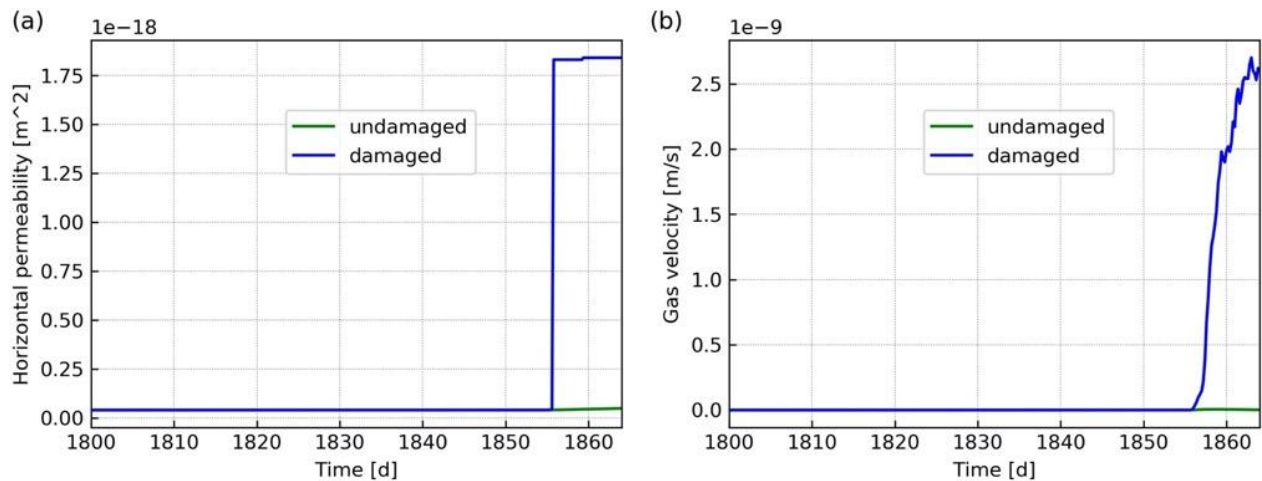 (a)
1e−18
Horizontal permeability [m^2]
1.75
1.50
1.25
1.00
0.75
0.50
0.25
0.00
undamaged
damaged
1800 1810 1820 1830 1840 1850 1860
Time [d]
(b)
1e−9
Gas velocity [m/s]
2.5
2.0
1.5
1.0
0.5
0.0
undamaged
damaged
1800 1810 1820 1830 1840 1850 1860
Time [d]